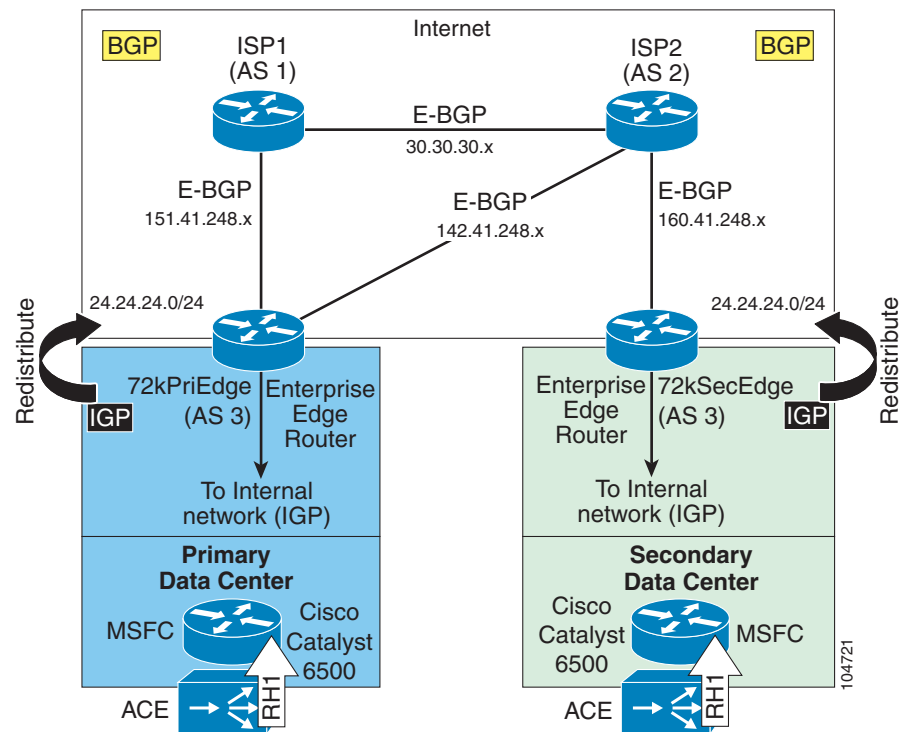 Internet
BGP
ISP1
(AS 1)
ISP2
(AS 2)
BGP
E-BGP
30.30.30.x
E-BGP
151.41.248.x
142.41.248.x
E-BGP
160.41.248.x
Redistribute
24.24.24.0/24
24.24.24.0/24
Redistribute
IGP
72kPriEdge
(AS 3)
Enterprise
Edge
Router
Enterprise
Edge
Router
72kSecEdge
(AS 3)
IGP
To Internal
network (IGP)
To Internal
network (IGP)
Primary
Data Center
MSFC
Cisco
Catalyst
6500
Secondary
Data Center
Cisco
Catalyst
6500
MSFC
104721
ACE
RH1
ACE
RH1